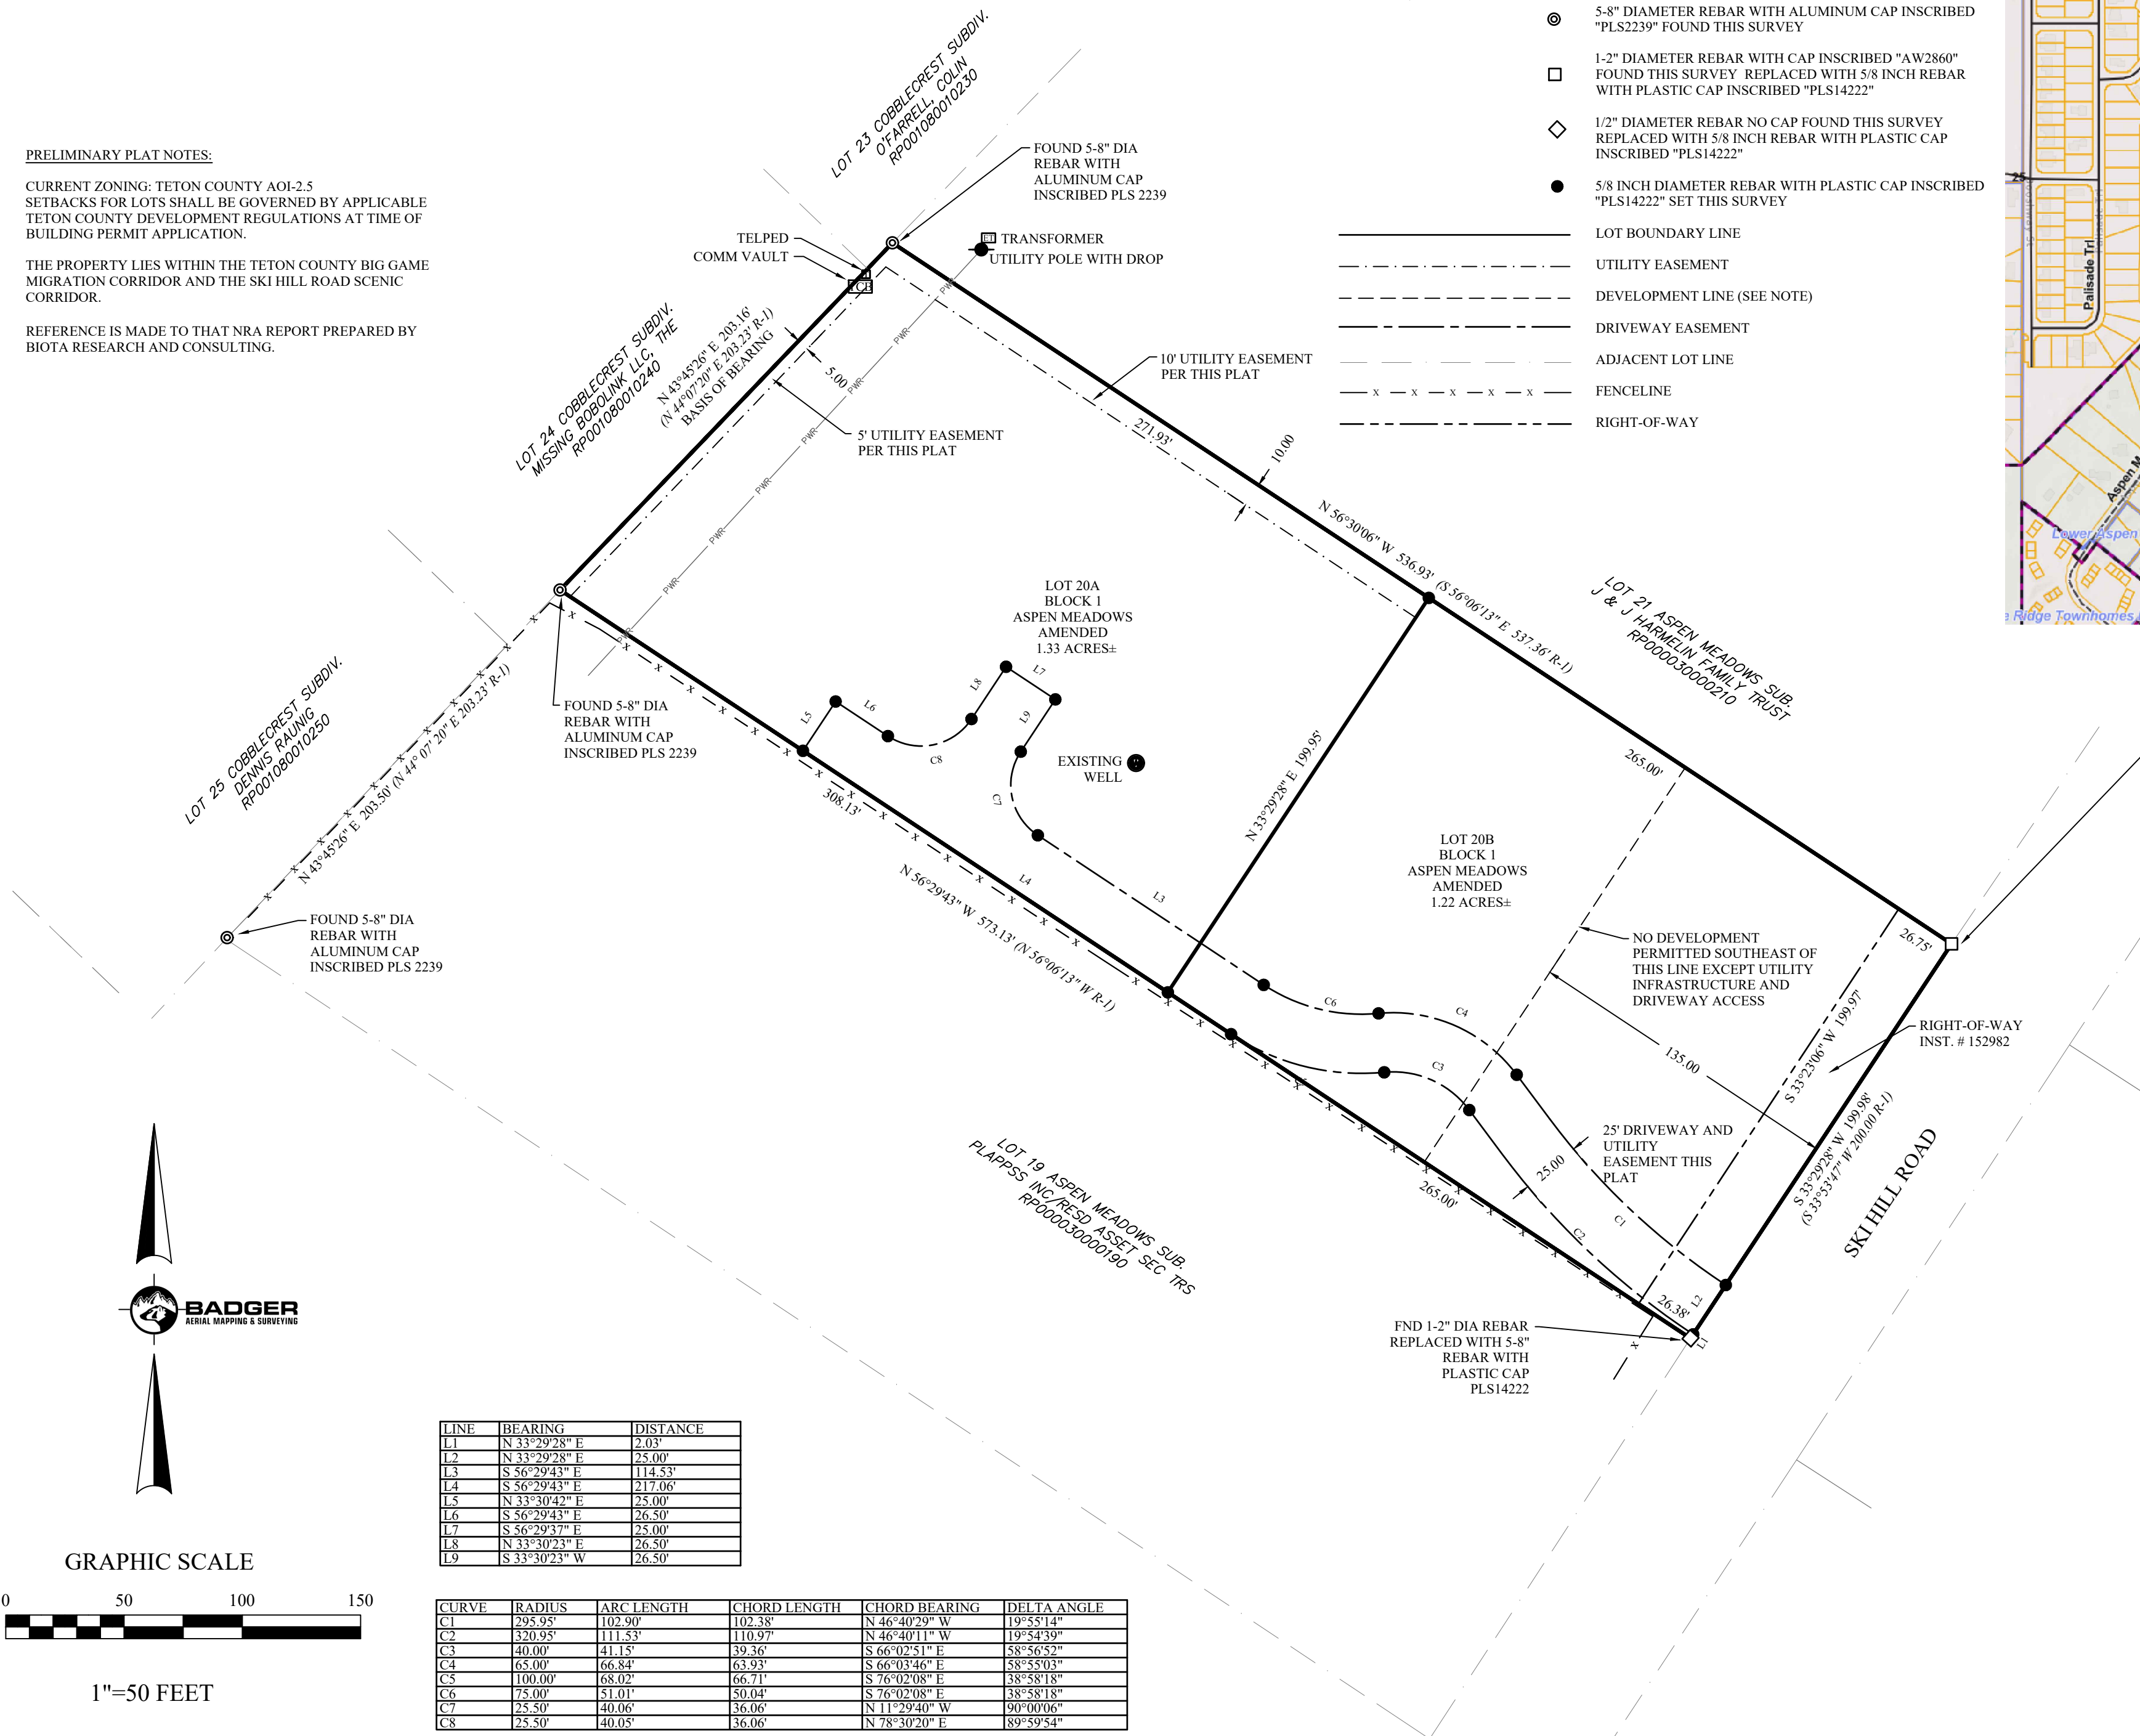 PRELIMINARY PLAT NOTES:
CURRENT ZONING: TETON COUNTY AOI-2.5
SETBACKS FOR LOTS SHALL BE GOVERNED BY APPLICABLE
TETON COUNTY DEVELOPMENT REGULATIONS AT TIME OF
BUILDING PERMIT APPLICATION.
THE PROPERTY LIES WITHIN THE TETON COUNTY BIG GAME
MIGRATION CORRIDOR AND THE SKI HILL ROAD SCENIC
CORRIDOR.
REFERENCE IS MADE TO THAT NRA REPORT PREPARED BY
BIOTA RESEARCH AND CONSULTING.
5-8" DIAMETER REBAR WITH ALUMINUM CAP INSCRIBED
"PLS2239" FOUND THIS SURVEY
1-2" DIAMETER REBAR WITH CAP INSCRIBED "AW2860"
FOUND THIS SURVEY REPLACED WITH 5/8 INCH REBAR
WITH PLASTIC CAP INSCRIBED "PLS14222"
1/2" DIAMETER REBAR NO CAP FOUND THIS SURVEY
REPLACED WITH 5/8 INCH REBAR WITH PLASTIC CAP
INSCRIBED "PLS14222"
5/8 INCH DIAMETER REBAR WITH PLASTIC CAP INSCRIBED
"PLS14222" SET THIS SURVEY
LOT BOUNDARY LINE
UTILITY EASEMENT
DEVELOPMENT LINE (SEE NOTE)
DRIVEWAY EASEMENT
ADJACENT LOT LINE
x x x x x FENCELINE
RIGHT-OF-WAY
25
Palisade Trl
Palisade Trl
Aspen M
Lower Aspen
e Ridge Townhomes
LOT 23 COBBLECREST SUBDIV.
O'FARRELL, COLIN
RP001080010230
FOUND 5-8" DIA
REBAR WITH
ALUMINUM CAP
INSCRIBED PLS 2239
TELPED
COMM VAULT
ET TRANSFORMER
UTILITY POLE WITH DROP
LOT 24 COBBLECREST SUBDIV.
MISSING BOBOLINK LLC, THE
RP001080010240
N 43°45'26" E 203.16'
(N 44°07'20" E 203.23' R-1)
BASIS OF BEARING
5.00
5' UTILITY EASEMENT
PER THIS PLAT
PWR
PWR
PWR
PWR
PWR
PWR
PWR
PWR
10' UTILITY EASEMENT
PER THIS PLAT
271.93'
10.00
N 56°30'06" W 536.93' (S 56°06'13" E 537.36' R-1)
LOT 21 ASPEN MEADOWS SUB.
J & J HARMELIN FAMILY TRUST
RP000030000210
LOT 20A
BLOCK 1
ASPEN MEADOWS
AMENDED
1.33 ACRES±
LOT 25 COBBLECREST SUBDIV.
DENNIS RAUNIG
RP001080010250
N 43°45'26" E 203.50' (N 44° 07' 20" E 203.23' R-1)
FOUND 5-8" DIA
REBAR WITH
ALUMINUM CAP
INSCRIBED PLS 2239
L5
L6
C8
L8
L7
L9
C7
EXISTING
WELL
308.13'
L4
L3
N 33°29'28" E 199.95'
265.00'
N 56°29'43" W 573.13' (N 56°06'13" W R-1)
LOT 20B
BLOCK 1
ASPEN MEADOWS
AMENDED
1.22 ACRES±
FOUND 5-8" DIA
REBAR WITH
ALUMINUM CAP
INSCRIBED PLS 2239
NO DEVELOPMENT
PERMITTED SOUTHEAST OF
THIS LINE EXCEPT UTILITY
INFRASTRUCTURE AND
DRIVEWAY ACCESS
26.75'
S 33°23'06" W 199.97'
RIGHT-OF-WAY
INST. # 152982
C6
C4
C3
135.00
S 33°29'28" W 199.98'
(S 33°53'47" W 200.00 R-1)
SKI HILL ROAD
25' DRIVEWAY AND
UTILITY
EASEMENT THIS
PLAT
25.00
265.00'
C1
C2
26.38'
L2
L1
LOT 19 ASPEN MEADOWS SUB.
PLAPPSS INC/RESD ASSET SEC TRS
RP000030000190
FND 1-2" DIA REBAR
REPLACED WITH 5-8"
REBAR WITH
PLASTIC CAP
PLS14222
BADGER
AERIAL MAPPING & SURVEYING
GRAPHIC SCALE
0 50 100 150
1"=50 FEET
LINE BEARING DISTANCE
L1 N 33°29'28" E 2.03'
L2 N 33°29'28" E 25.00'
L3 S 56°29'43" E 114.53'
L4 S 56°29'43" E 217.06'
L5 N 33°30'42" E 25.00'
L6 S 56°29'43" E 26.50'
L7 S 56°29'37" E 25.00'
L8 N 33°30'23" E 26.50'
L9 S 33°30'23" W 26.50'
CURVE RADIUS ARC LENGTH CHORD LENGTH CHORD BEARING DELTA ANGLE
C1 295.95' 102.90' 102.38' N 46°40'29" W 19°55'14"
C2 320.95' 111.53' 110.97' N 46°40'11" W 19°54'39"
C3 40.00' 41.15' 39.36' S 66°02'51" E 58°56'52"
C4 65.00' 66.84' 63.93' S 66°03'46" E 58°55'03"
C5 100.00' 68.02' 66.71' S 76°02'08" E 38°58'18"
C6 75.00' 51.01' 50.04' S 76°02'08" E 38°58'18"
C7 25.50' 40.06' 36.06' N 11°29'40" W 90°00'06"
C8 25.50' 40.05' 36.06' N 78°30'20" E 89°59'54"